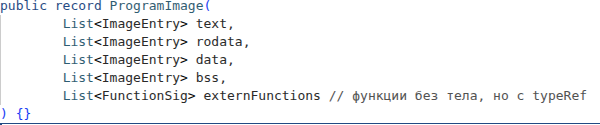 public record ProgramImage(
        List<ImageEntry> text,
        List<ImageEntry> rodata,
        List<ImageEntry> data,
        List<ImageEntry> bss,
        List<FunctionSig> externFunctions // функции без тела, но с typeRef
) {}